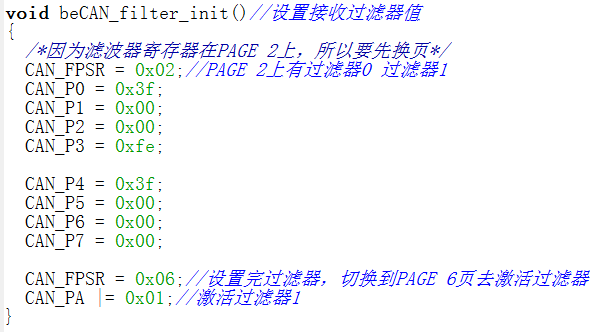 void beCAN_filter_init()//设置接收过滤器值
{
/*因为滤波器寄存器在PAGE 2上，所以要先换页*/
CAN_FPSR = 0x02;//PAGE 2上有过滤器0 过滤器1
CAN_P0 = 0x3f;
CAN_P1 = 0x00;
CAN_P2 = 0x00;
CAN_P3 = 0xfe;
CAN_P4 = 0x3f;
CAN_P5 = 0x00;
CAN_P6 = 0x00;
CAN_P7 = 0x00;
CAN_FPSR = 0x06;//设置完过滤器，切换到PAGE 6页去激活过滤器
CAN_PA |= 0x01;//激活过滤器1
}